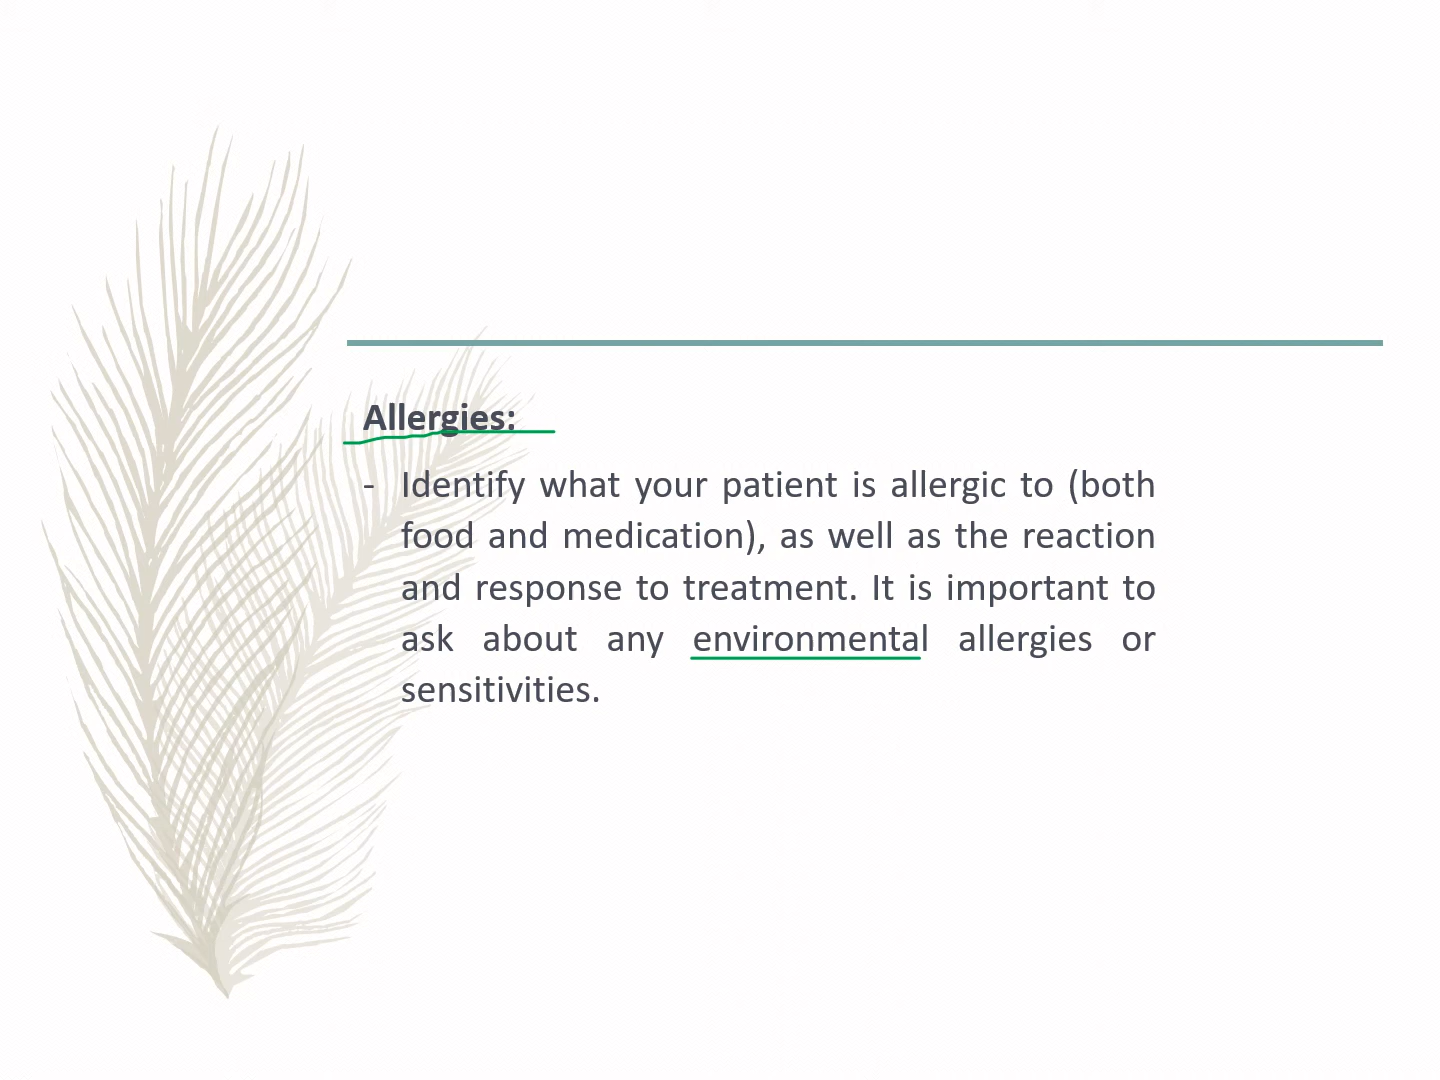 Allergies:
- Identify what your patient is allergic to (both
food and medication), as well as the reaction
and response to treatment. It is important to
ask about any environmental allergies or
sensitivities.